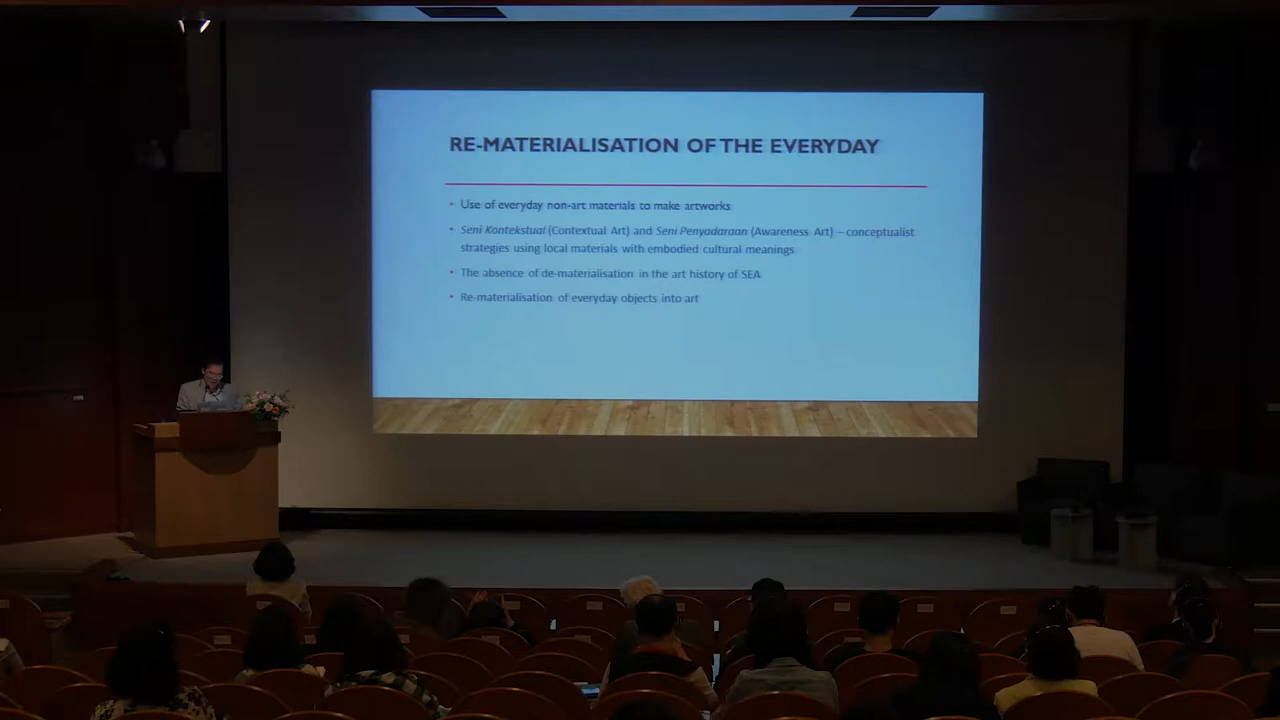 RE-MATERIALISATION OF THE EVERYDAY
• Use of everyday non-art materials to make artworks
• Seni Kontekstual (Contextual Art) and Seni Penyadaraan (Awareness Art) – conceptualist
strategies using local materials with embodied cultural meanings
• The absence of de-materialisation in the art history of SEA
• Re-materialisation of everyday objects into art